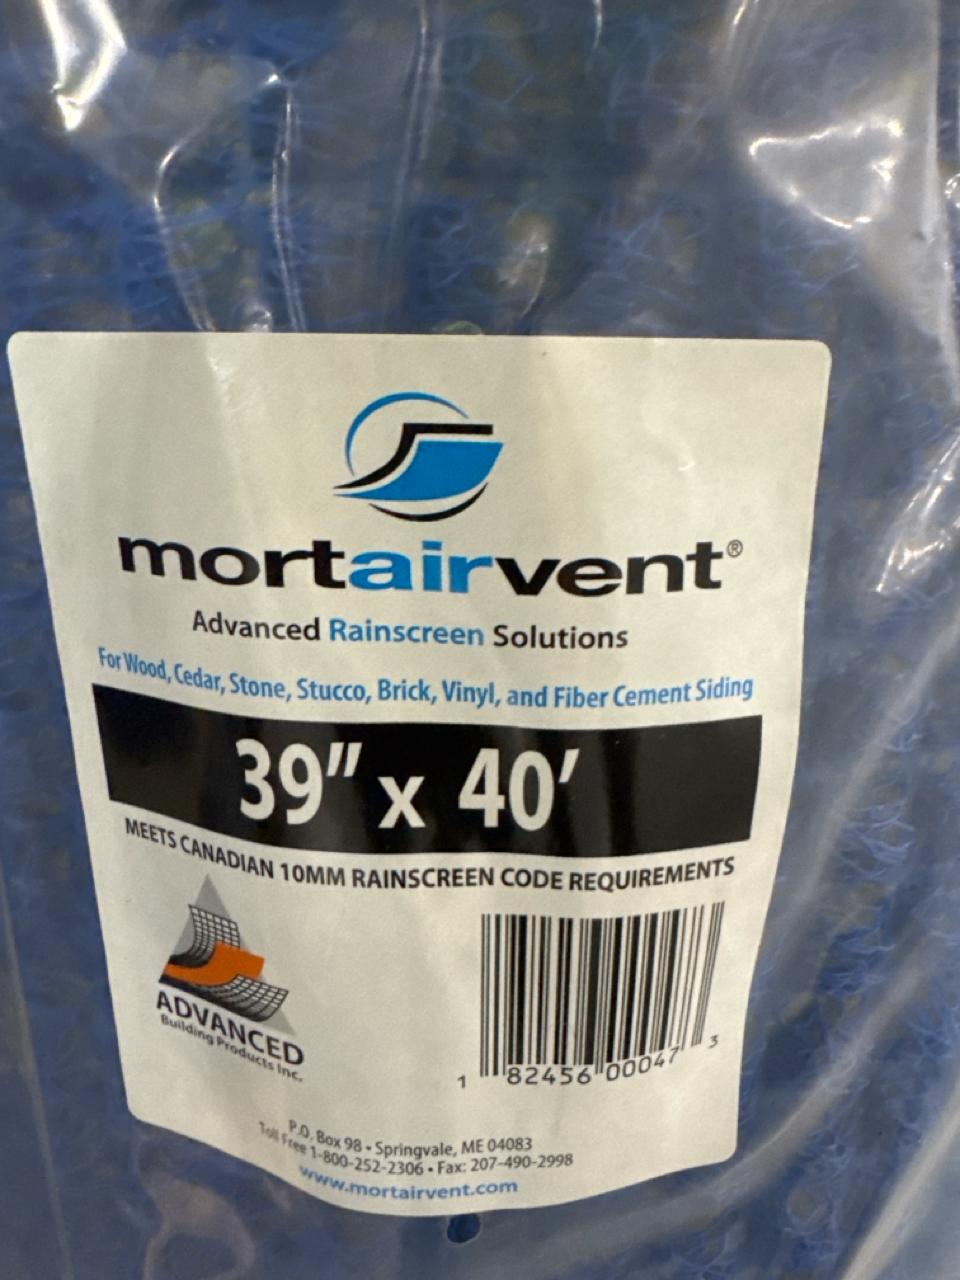 mortairvent®
Advanced Rainscreen Solutions
For Wood, Cedar, Stone, Stucco, Brick, Vinyl, and Fiber Cement Siding
39" x 40'
MEETS CANADIAN 10MM RAINSCREEN CODE REQUIREMENTS
ADVANCED
Building Products Inc.
1 82456 00047 3
P.O. Box 98 • Springvale, ME 04083
Toll Free 1-800-252-2306 • Fax: 207-490-2998
www.mortairvent.com